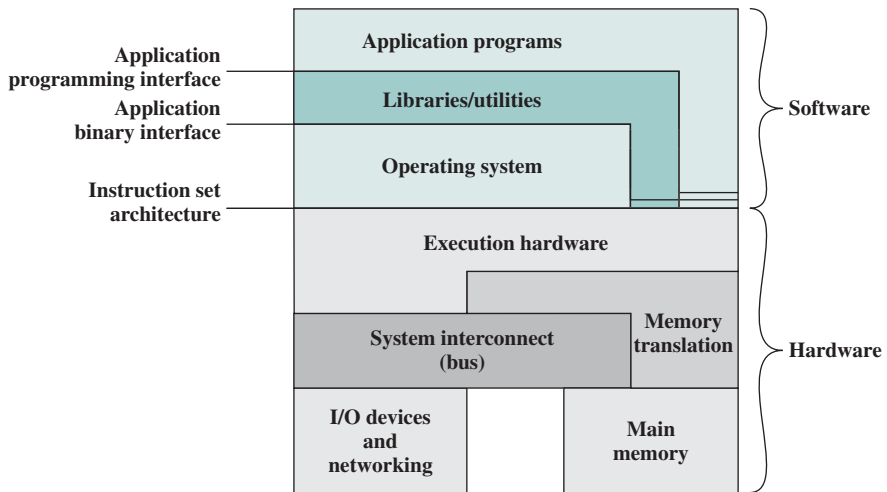 Application programs
Application
programming interface
Libraries/utilities
Software
Application
binary interface
Operating system
Instruction set
architecture
Execution hardware
Memory
translation
System interconnect
(bus)
Hardware
I/O devices
and
networking
Main
memory